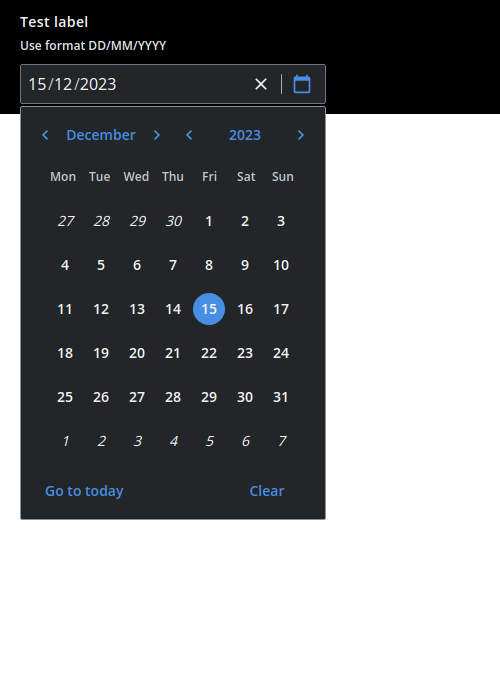 Test label
Use format DD/MM/YYYY
15/12/2023
December 2023
Mon Tue Wed Thu Fri Sat Sun
27 28 29 30 1 2 3
4 5 6 7 8 9 10
11 12 13 14 15 16 17
18 19 20 21 22 23 24
25 26 27 28 29 30 31
1 2 3 4 5 6 7
Go to today Clear